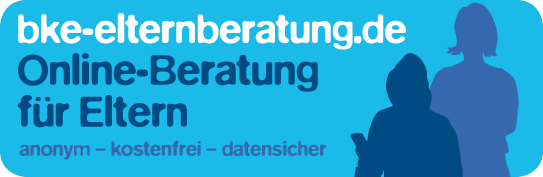 bke-elternberatung.de
Online-Beratung
für Eltern
anonym – kostenfrei – datensicher